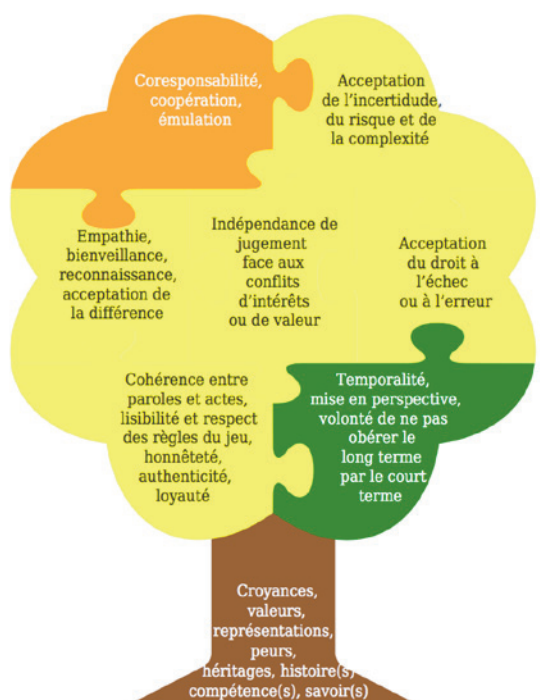 Coresponsabilité,
coopération,
émulation
Acceptation
de l'incertidude,
du risque et de
la complexité
Empathie,
bienveillance,
reconnaissance,
acceptation de
la différence
Indépendance de
jugement
face aux
conflits
d'intérêts
ou de valeur
Acceptation
du droit à
l'échec
ou à l'erreur
Cohérence entre
paroles et actes,
lisibilité et respect
des règles du jeu,
honnêteté,
authenticité,
loyauté
Temporalité,
mise en perspective,
volonté de ne pas
obérer le
long terme
par le court
terme
Croyances,
valeurs,
représentations,
peurs,
héritages, histoire(s)
compétence(s), savoir(s)